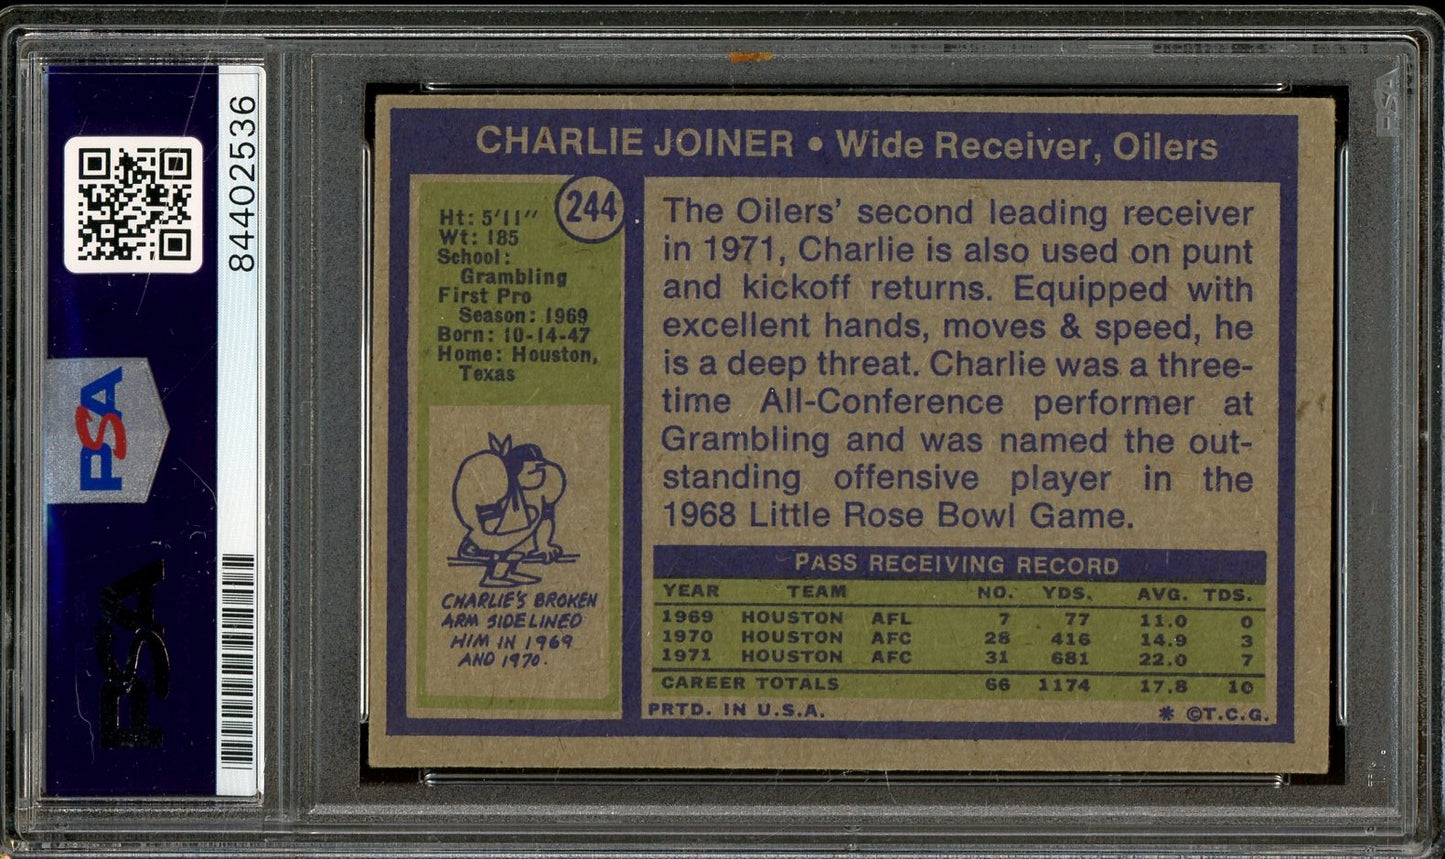 84402536
PSA
PSA
PSA
CHARLIE JOINER • Wide Receiver, Oilers
244
Ht: 5'11"
Wt: 185
School:
Grambling
First Pro
Season: 1969
Born: 10-14-47
Home: Houston,
Texas
CHARLIE'S BROKEN
ARM SIDELINED
HIM IN 1969
AND 1970.
The Oilers' second leading receiver
in 1971, Charlie is also used on punt
and kickoff returns. Equipped with
excellent hands, moves & speed, he
is a deep threat. Charlie was a three-
time All-Conference performer at
Grambling and was named the out-
standing offensive player in the
1968 Little Rose Bowl Game.
PASS RECEIVING RECORD
YEAR TEAM NO. YDS. AVG. TDS.
1969 HOUSTON AFL 7 77 11.0 0
1970 HOUSTON AFC 28 416 14.9 3
1971 HOUSTON AFC 31 681 22.0 7
CAREER TOTALS 66 1174 17.8 10
PRTD. IN U.S.A. * ©T.C.G.